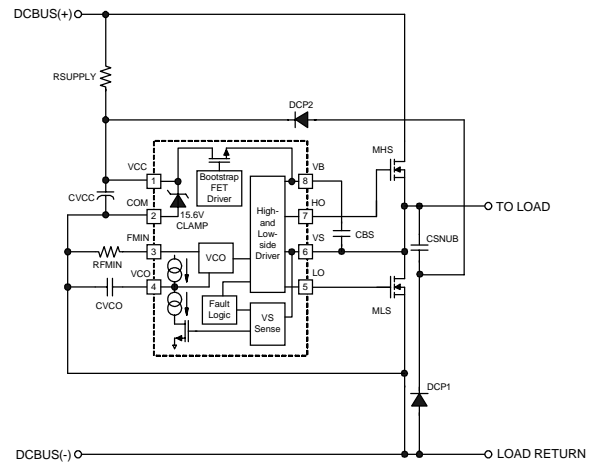 DCBUS(+)
RSUPPLY
DCP2
MHS
VCC
VB
1
8
Bootstrap
FET
Driver
CVCC
COM
HO
TO LOAD
2
7
15.6V
CLAMP
High-
and
Low-
side
Driver
CBS
CSNUB
FMIN
VS
3
6
VCO
RFMIN
VCO
LO
4
5
CVCO
Fault
Logic
VS
Sense
MLS
DCP1
DCBUS(-)
LOAD RETURN